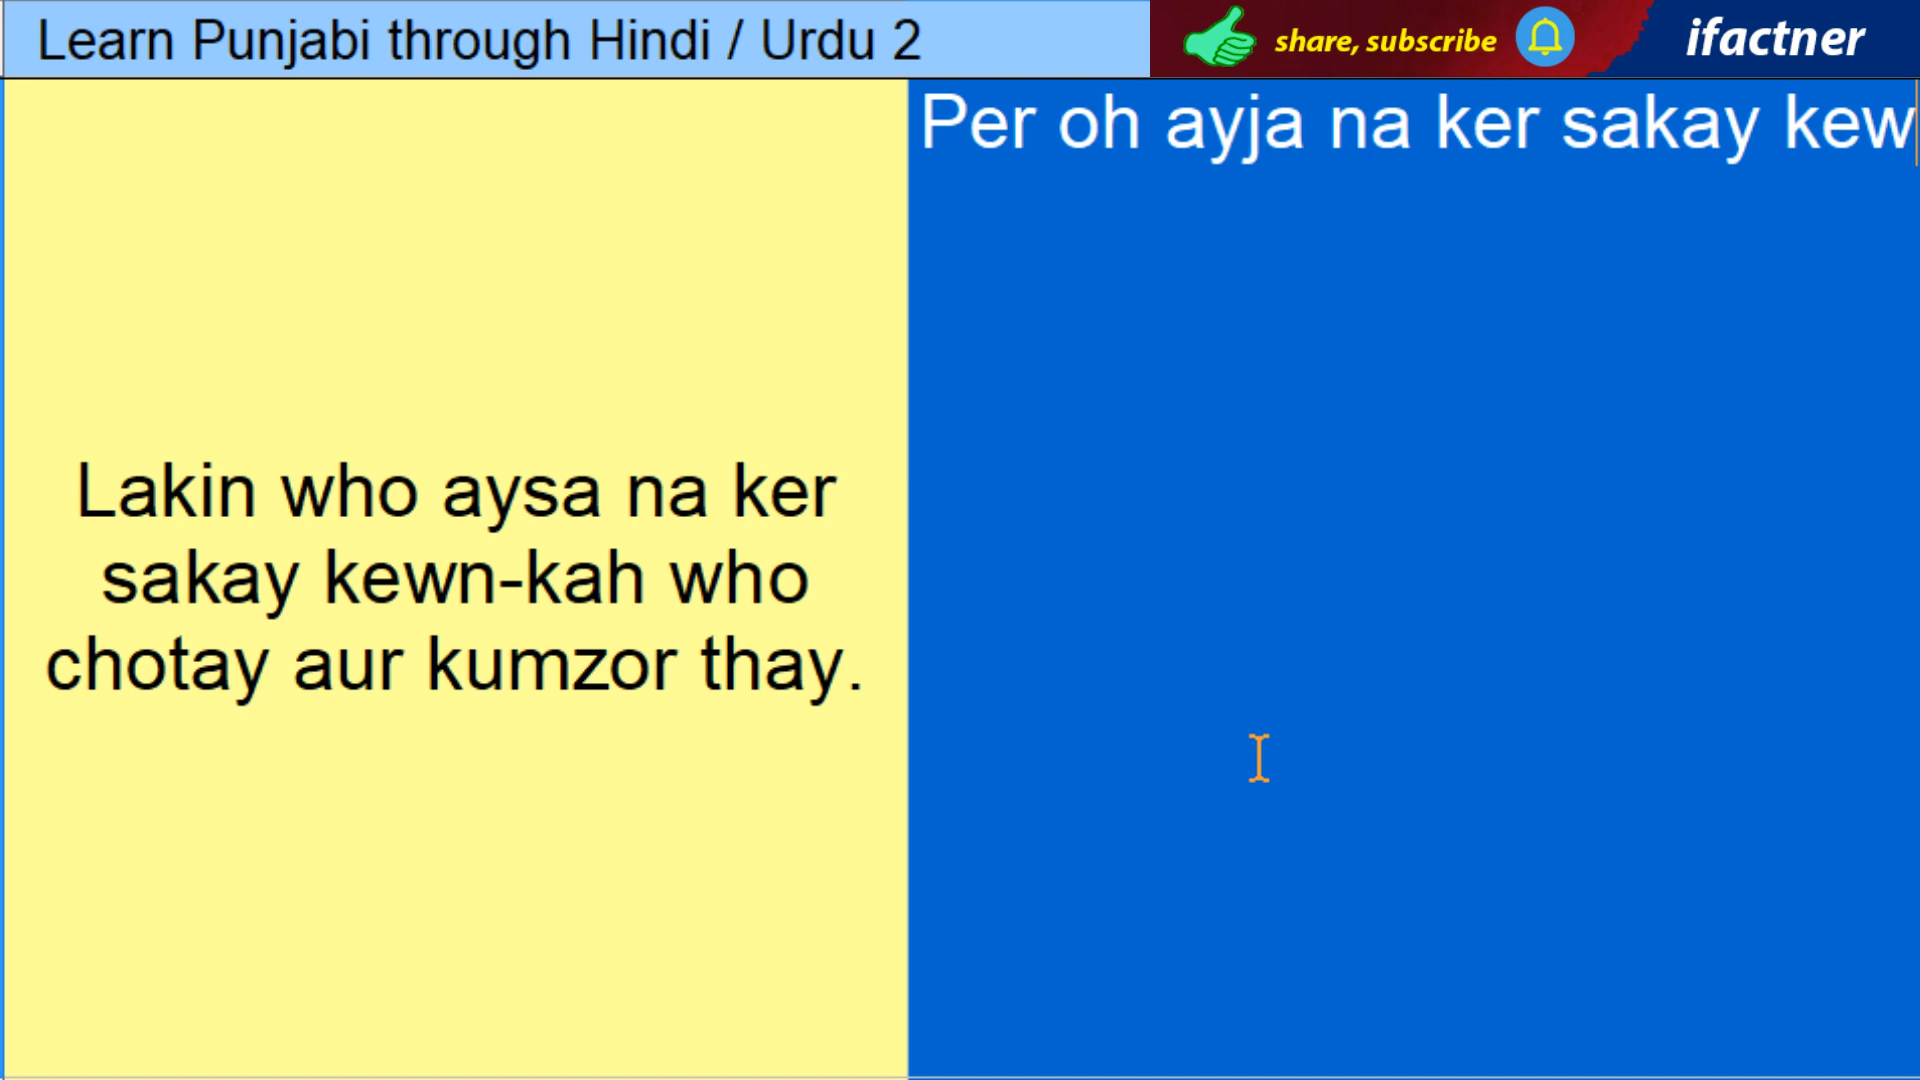 Learn Punjabi through Hindi / Urdu 2
share, subscribe
ifactner
Lakin who aysa na ker
sakay kewn-kah who
chotay aur kumzor thay.
Per oh ayja na ker sakay kew